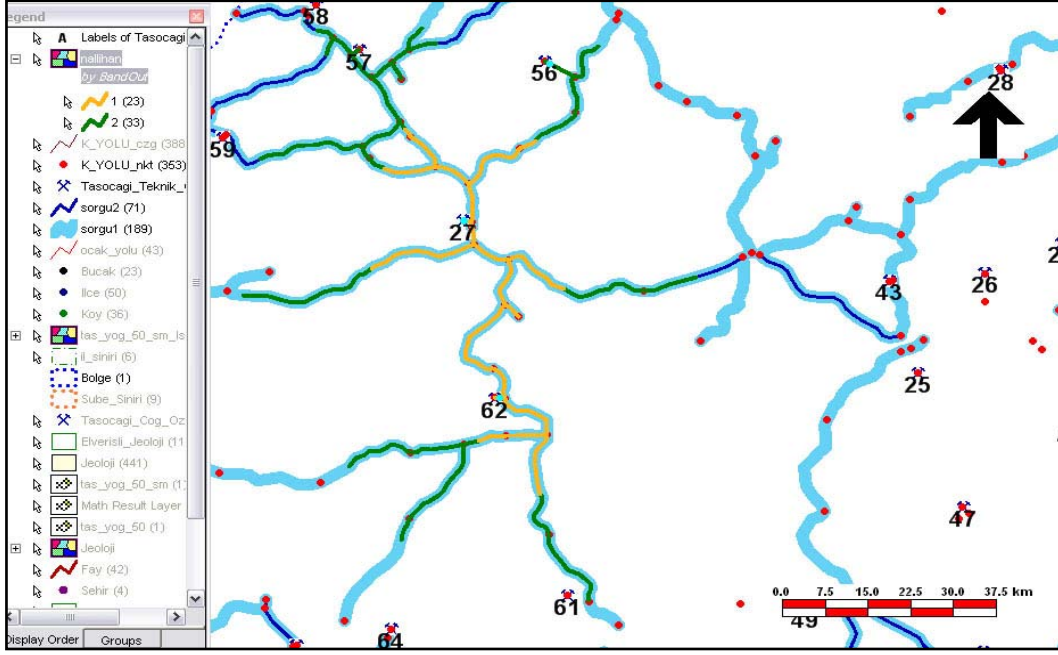 egend
A Labels of Tasocagi
nallihan
by BandOut
1 (23)
2 (33)
K_YOLU_czg (388
K_YOLU_nkt (353)
Tasocagi_Teknik_
sorgu2 (71)
sorgu1 (189)
ocak_yolu (43)
Bucak (23)
Ilce (50)
Koy (36)
tas_yog_50_sm_Is
il_siniri (6)
Bolge (1)
Sube_Siniri (9)
Tasocagi_Cog_Oz
Elverisli_Jeoloji (11
Jeoloji (441)
tas_yog_50_sm (1
Math Result Layer
tas_yog_50 (1)
Jeoloji
Fay (42)
Sehir (4)
Display Order Groups
58
57
56
28
59
27
43
26
2
25
62
47
61
64
49
0.0 7.5 15.0 22.5 30.0 37.5 km